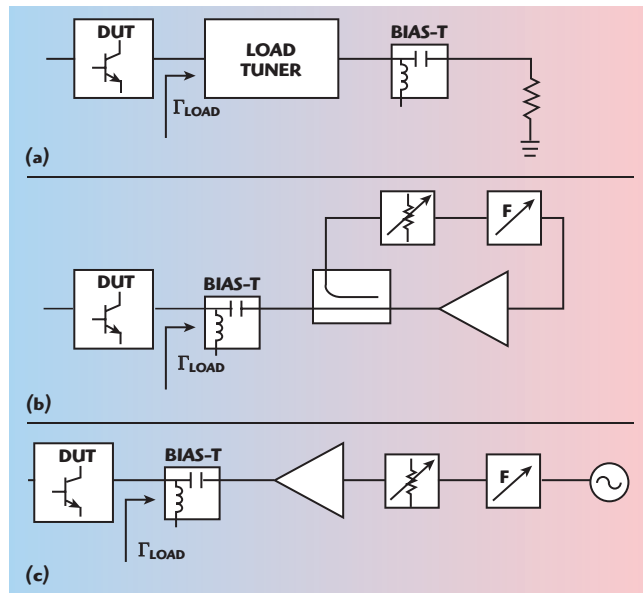 DUT
LOAD
TUNER
BIAS-T
ΓLOAD
(a)
F
DUT
BIAS-T
ΓLOAD
(b)
DUT
BIAS-T
F
ΓLOAD
(c)